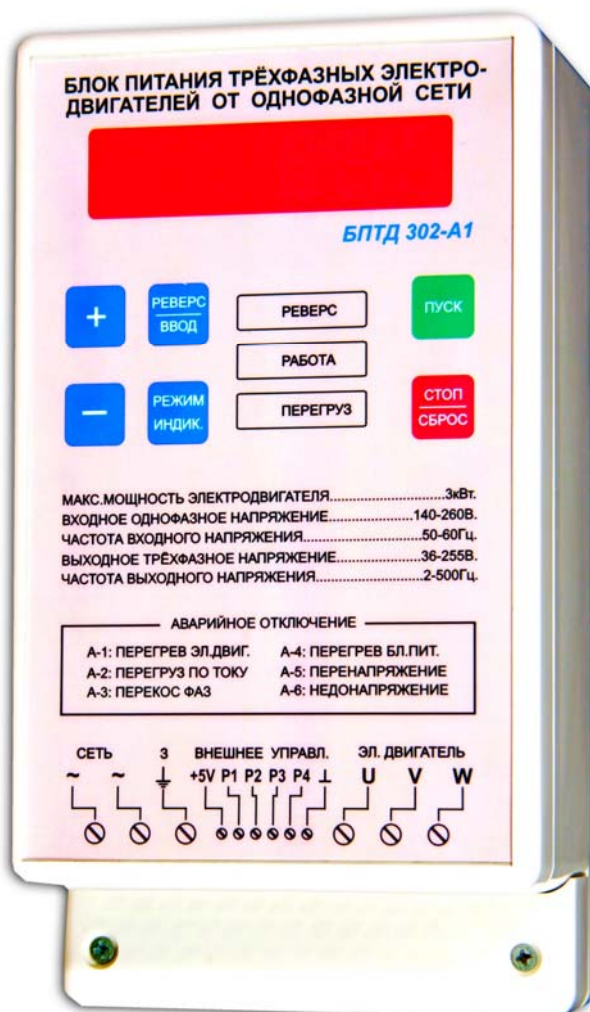 БЛОК ПИТАНИЯ ТРЁХФАЗНЫХ ЭЛЕКТРО-
ДВИГАТЕЛЕЙ ОТ ОДНОФАЗНОЙ СЕТИ
БПТД 302-А1
+
РЕВЕРС
ВВОД
РЕВЕРС
ПУСК
РАБОТА
−
РЕЖИМ
ИНДИК.
ПЕРЕГРУЗ
СТОП
СБРОС
МАКС.МОЩНОСТЬ ЭЛЕКТРОДВИГАТЕЛЯ...................3кВт.
ВХОДНОЕ ОДНОФАЗНОЕ НАПРЯЖЕНИЕ..............140-260В.
ЧАСТОТА ВХОДНОГО НАПРЯЖЕНИЯ....................50-60Гц.
ВЫХОДНОЕ ТРЁХФАЗНОЕ НАПРЯЖЕНИЕ..............36-255В.
ЧАСТОТА ВЫХОДНОГО НАПРЯЖЕНИЯ.................2-500Гц.
АВАРИЙНОЕ ОТКЛЮЧЕНИЕ
А-1: ПЕРЕГРЕВ ЭЛ.ДВИГ. А-4: ПЕРЕГРЕВ БЛ.ПИТ.
А-2: ПЕРЕГРУЗ ПО ТОКУ А-5: ПЕРЕНАПРЯЖЕНИЕ
А-3: ПЕРЕКОС ФАЗ А-6: НЕДОНАПРЯЖЕНИЕ
СЕТЬ З ВНЕШНЕЕ УПРАВЛ. ЭЛ. ДВИГАТЕЛЬ
~ ~ ⏚ +5V P1 P2 P3 P4 ⊥ U V W